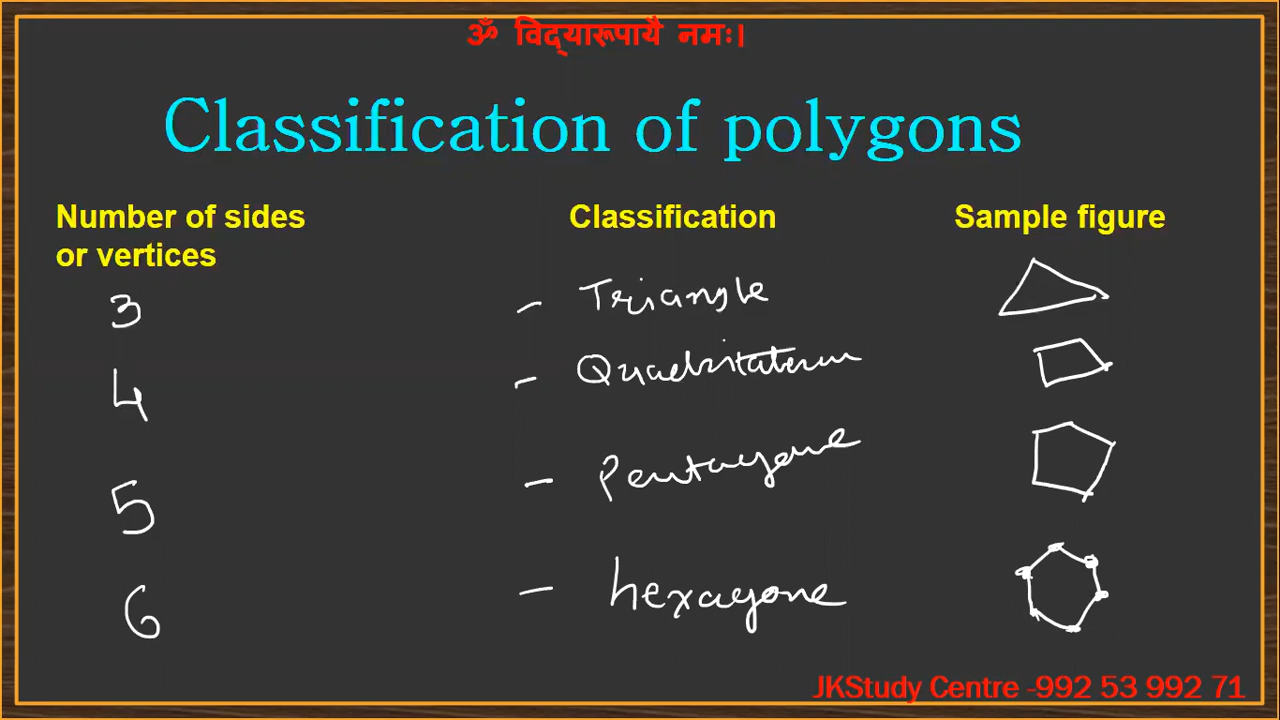 ॐ विद्यारूपायै नमः।
Classification of polygons
Number of sides
or vertices
Classification
Sample figure
3 - Triangle
4 - Quadrilaterm
5 - Pentagone
6 - hexagone
JKStudy Centre -992 53 992 71